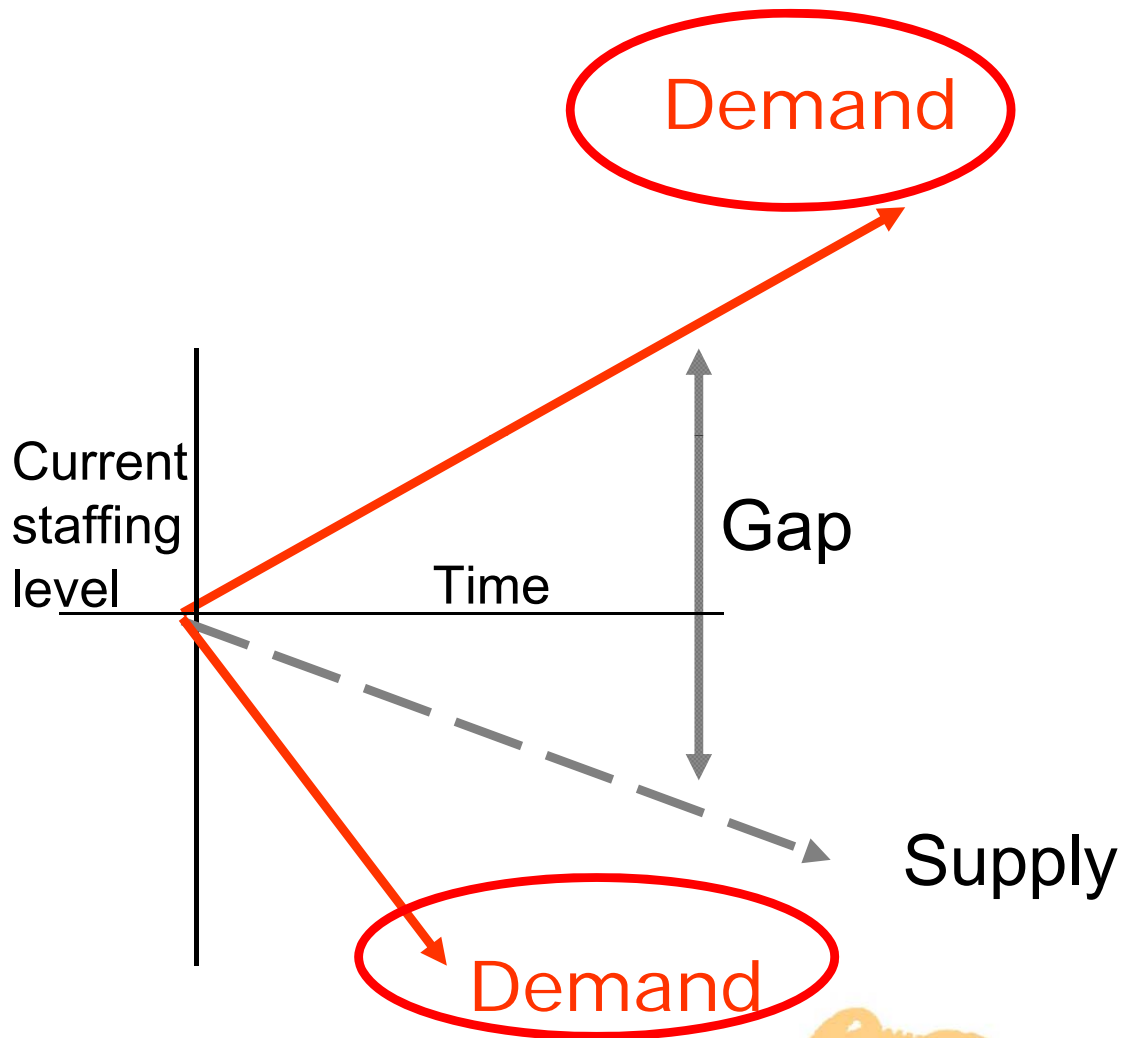 Demand
Current
staffing
level
Time
Gap
Supply
Demand